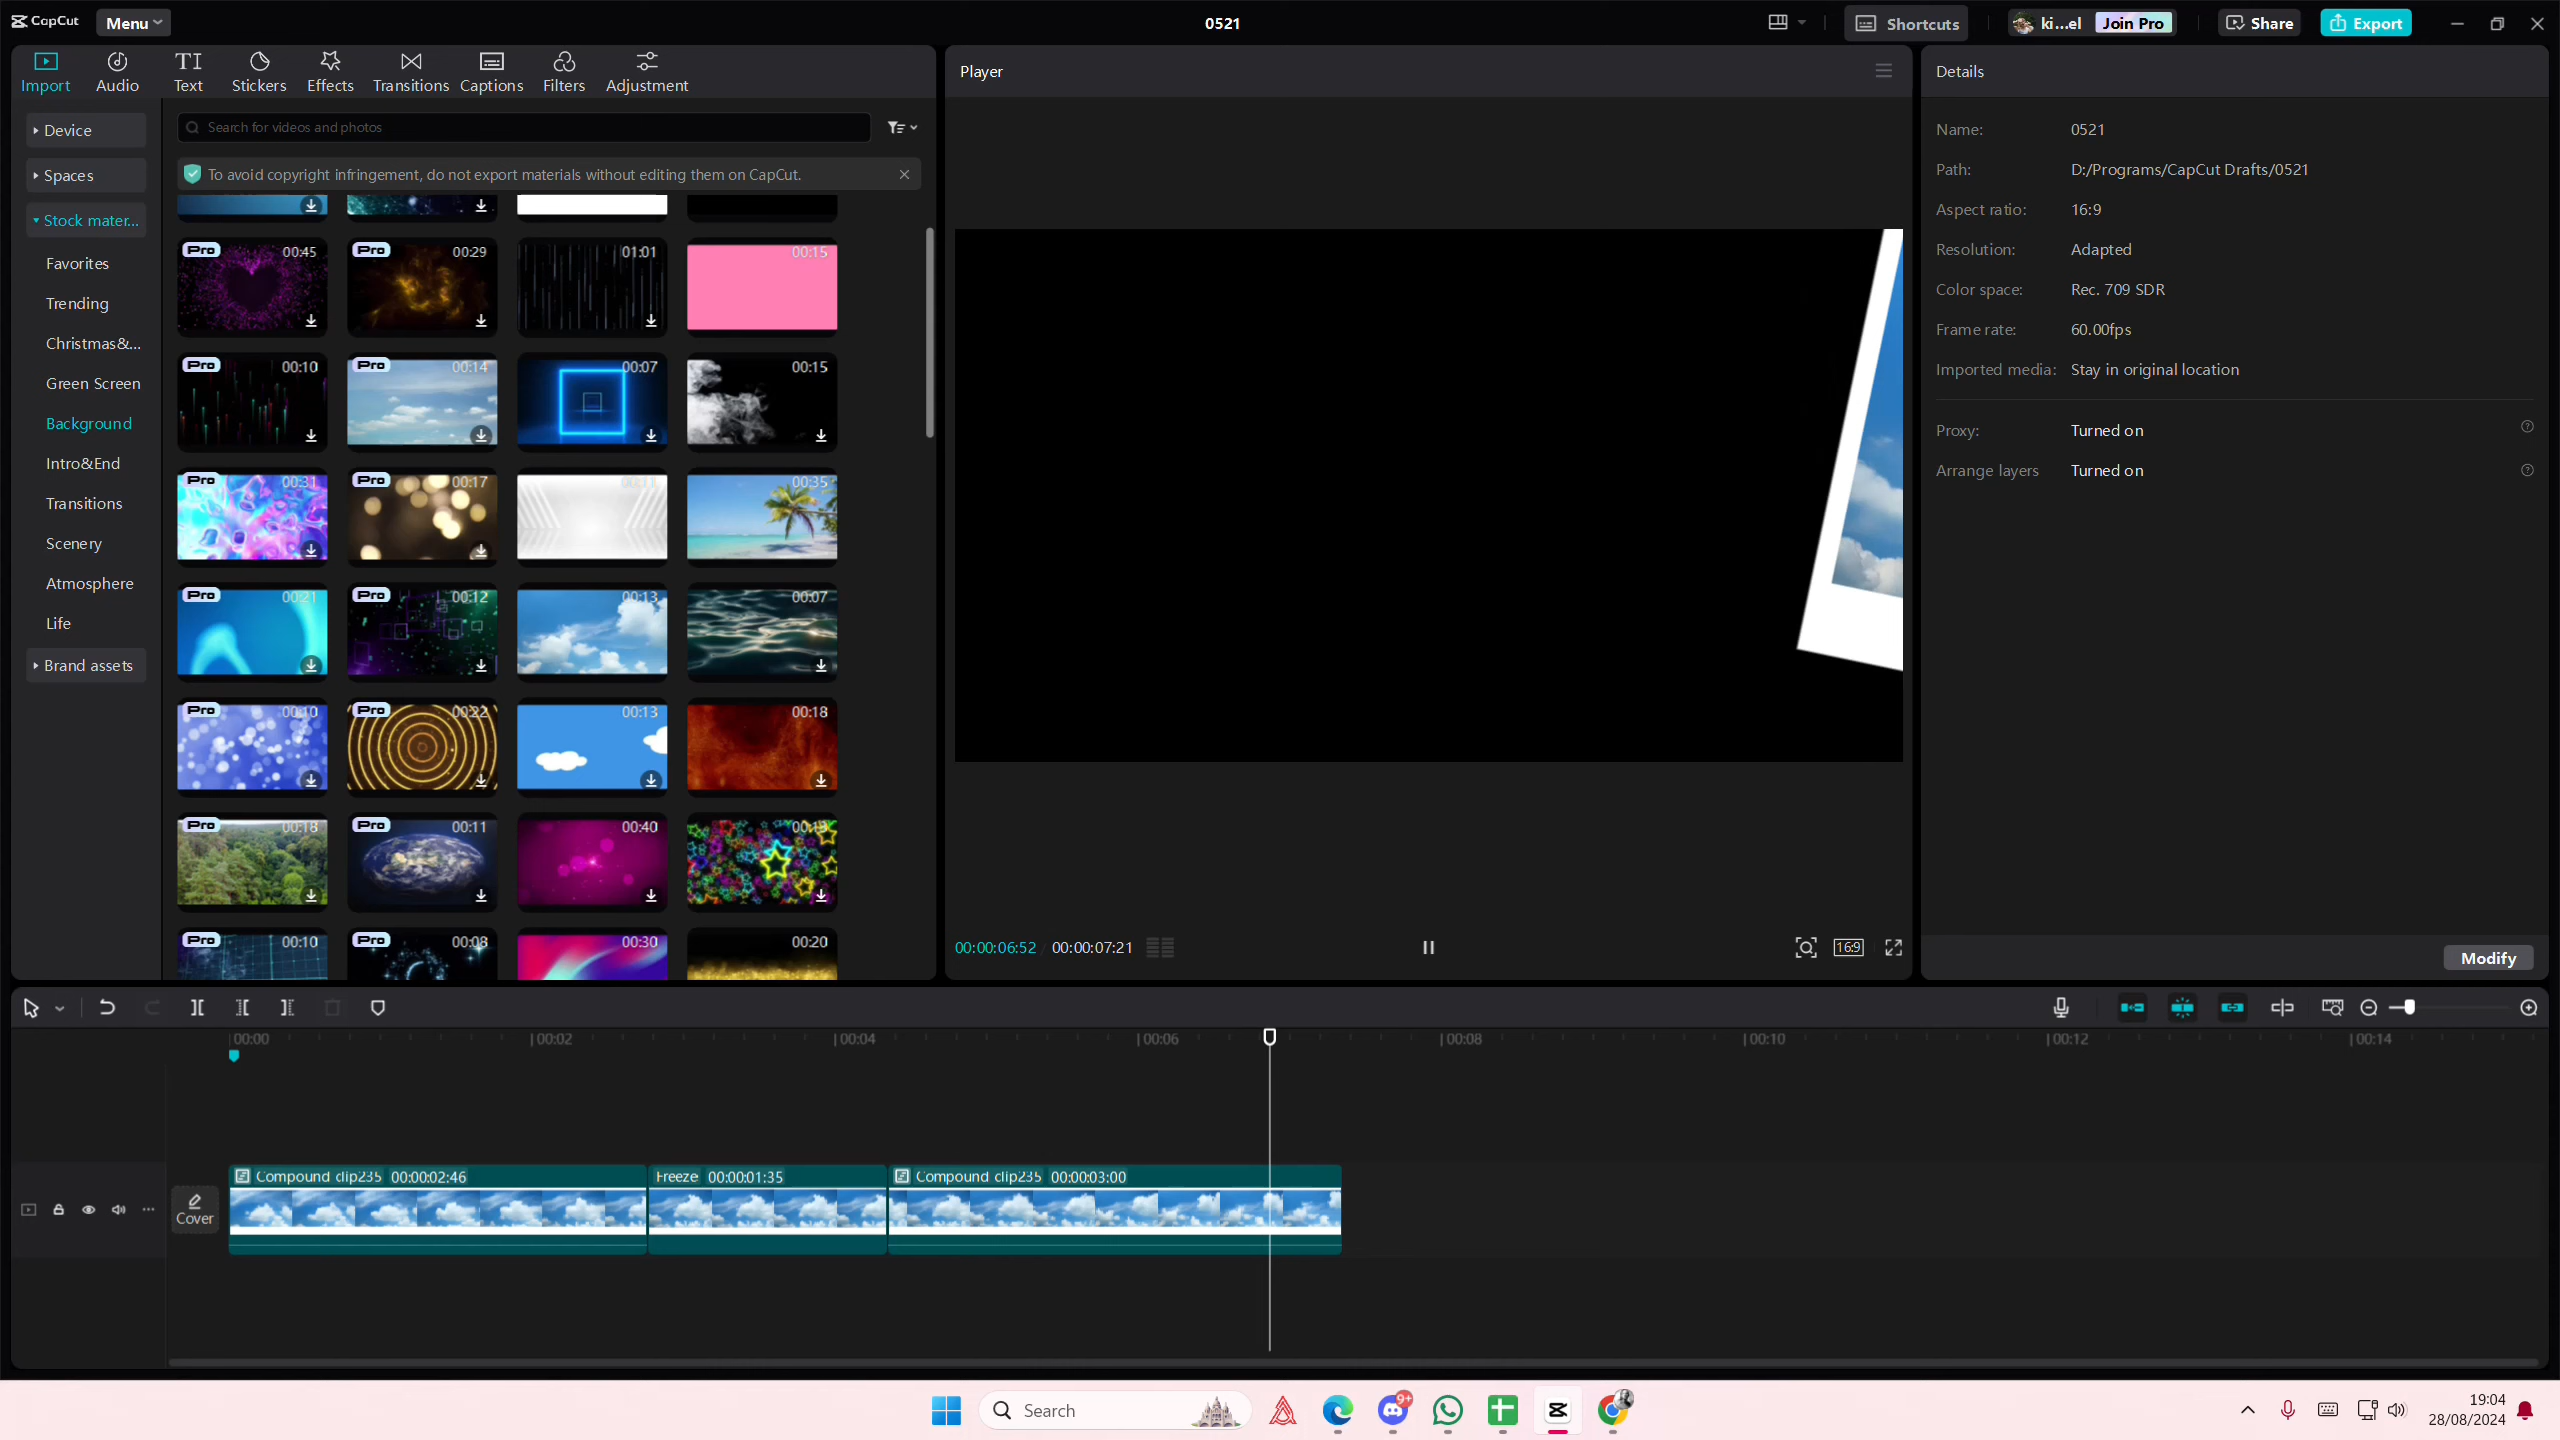 CapCut
Menu
0521
Shortcuts
ki...el
Join Pro
Share
Export
Import
Audio
Text
Stickers
Effects
Transitions
Captions
Filters
Adjustment
Player
Details
Device
Spaces
Stock mater...
Favorites
Trending
Christmas&...
Green Screen
Background
Intro&End
Transitions
Scenery
Atmosphere
Life
Brand assets
Search for videos and photos
To avoid copyright infringement, do not export materials without editing them on CapCut.
Pro 00:45 Pro 00:29 01:01 00:15
Pro 00:10 Pro 00:14 00:07 00:15
Pro 00:31 Pro 00:17 00:35
Pro 00:21 Pro 00:12 00:13 00:07
Pro 00:10 Pro 00:22 00:13 00:18
Pro 00:18 Pro 00:11 00:40
Pro 00:10 Pro 00:08 00:30 00:20
00:00:06:52 / 00:00:07:21
16:9
Name: 0521
Path: D:/Programs/CapCut Drafts/0521
Aspect ratio: 16:9
Resolution: Adapted
Color space: Rec. 709 SDR
Frame rate: 60.00fps
Imported media: Stay in original location
Proxy: Turned on
Arrange layers Turned on
Modify
00:00 00:02 00:04 00:06 00:08 00:10 00:12 00:14
Cover
Compound clip235 00:00:02:46
Freeze 00:00:01:35
Compound clip235 00:00:03:00
Search
9+
19:04
28/08/2024